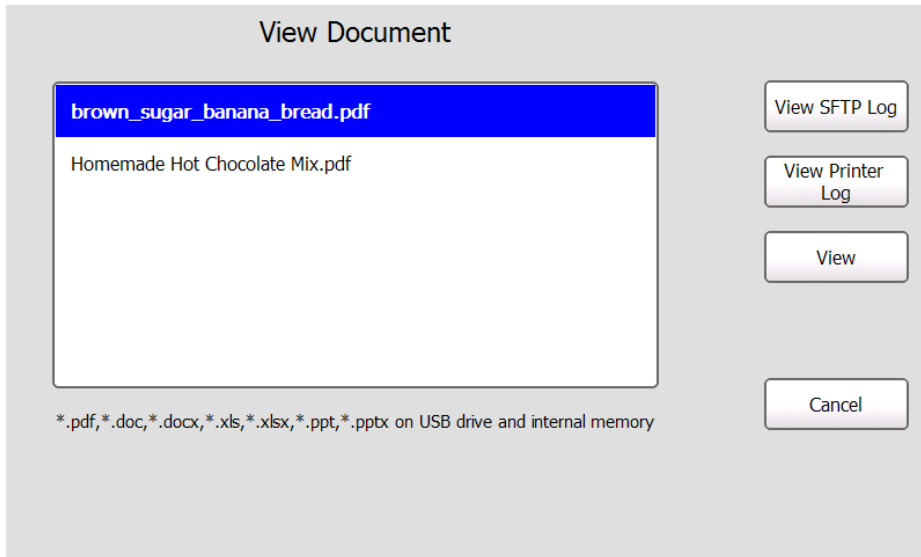 View Document
brown_sugar_banana_bread.pdf
Homemade Hot Chocolate Mix.pdf
*.pdf,*.doc,*.docx,*.xls,*.xlsx,*.ppt,*.pptx on USB drive and internal memory
View SFTP Log
View Printer
Log
View
Cancel